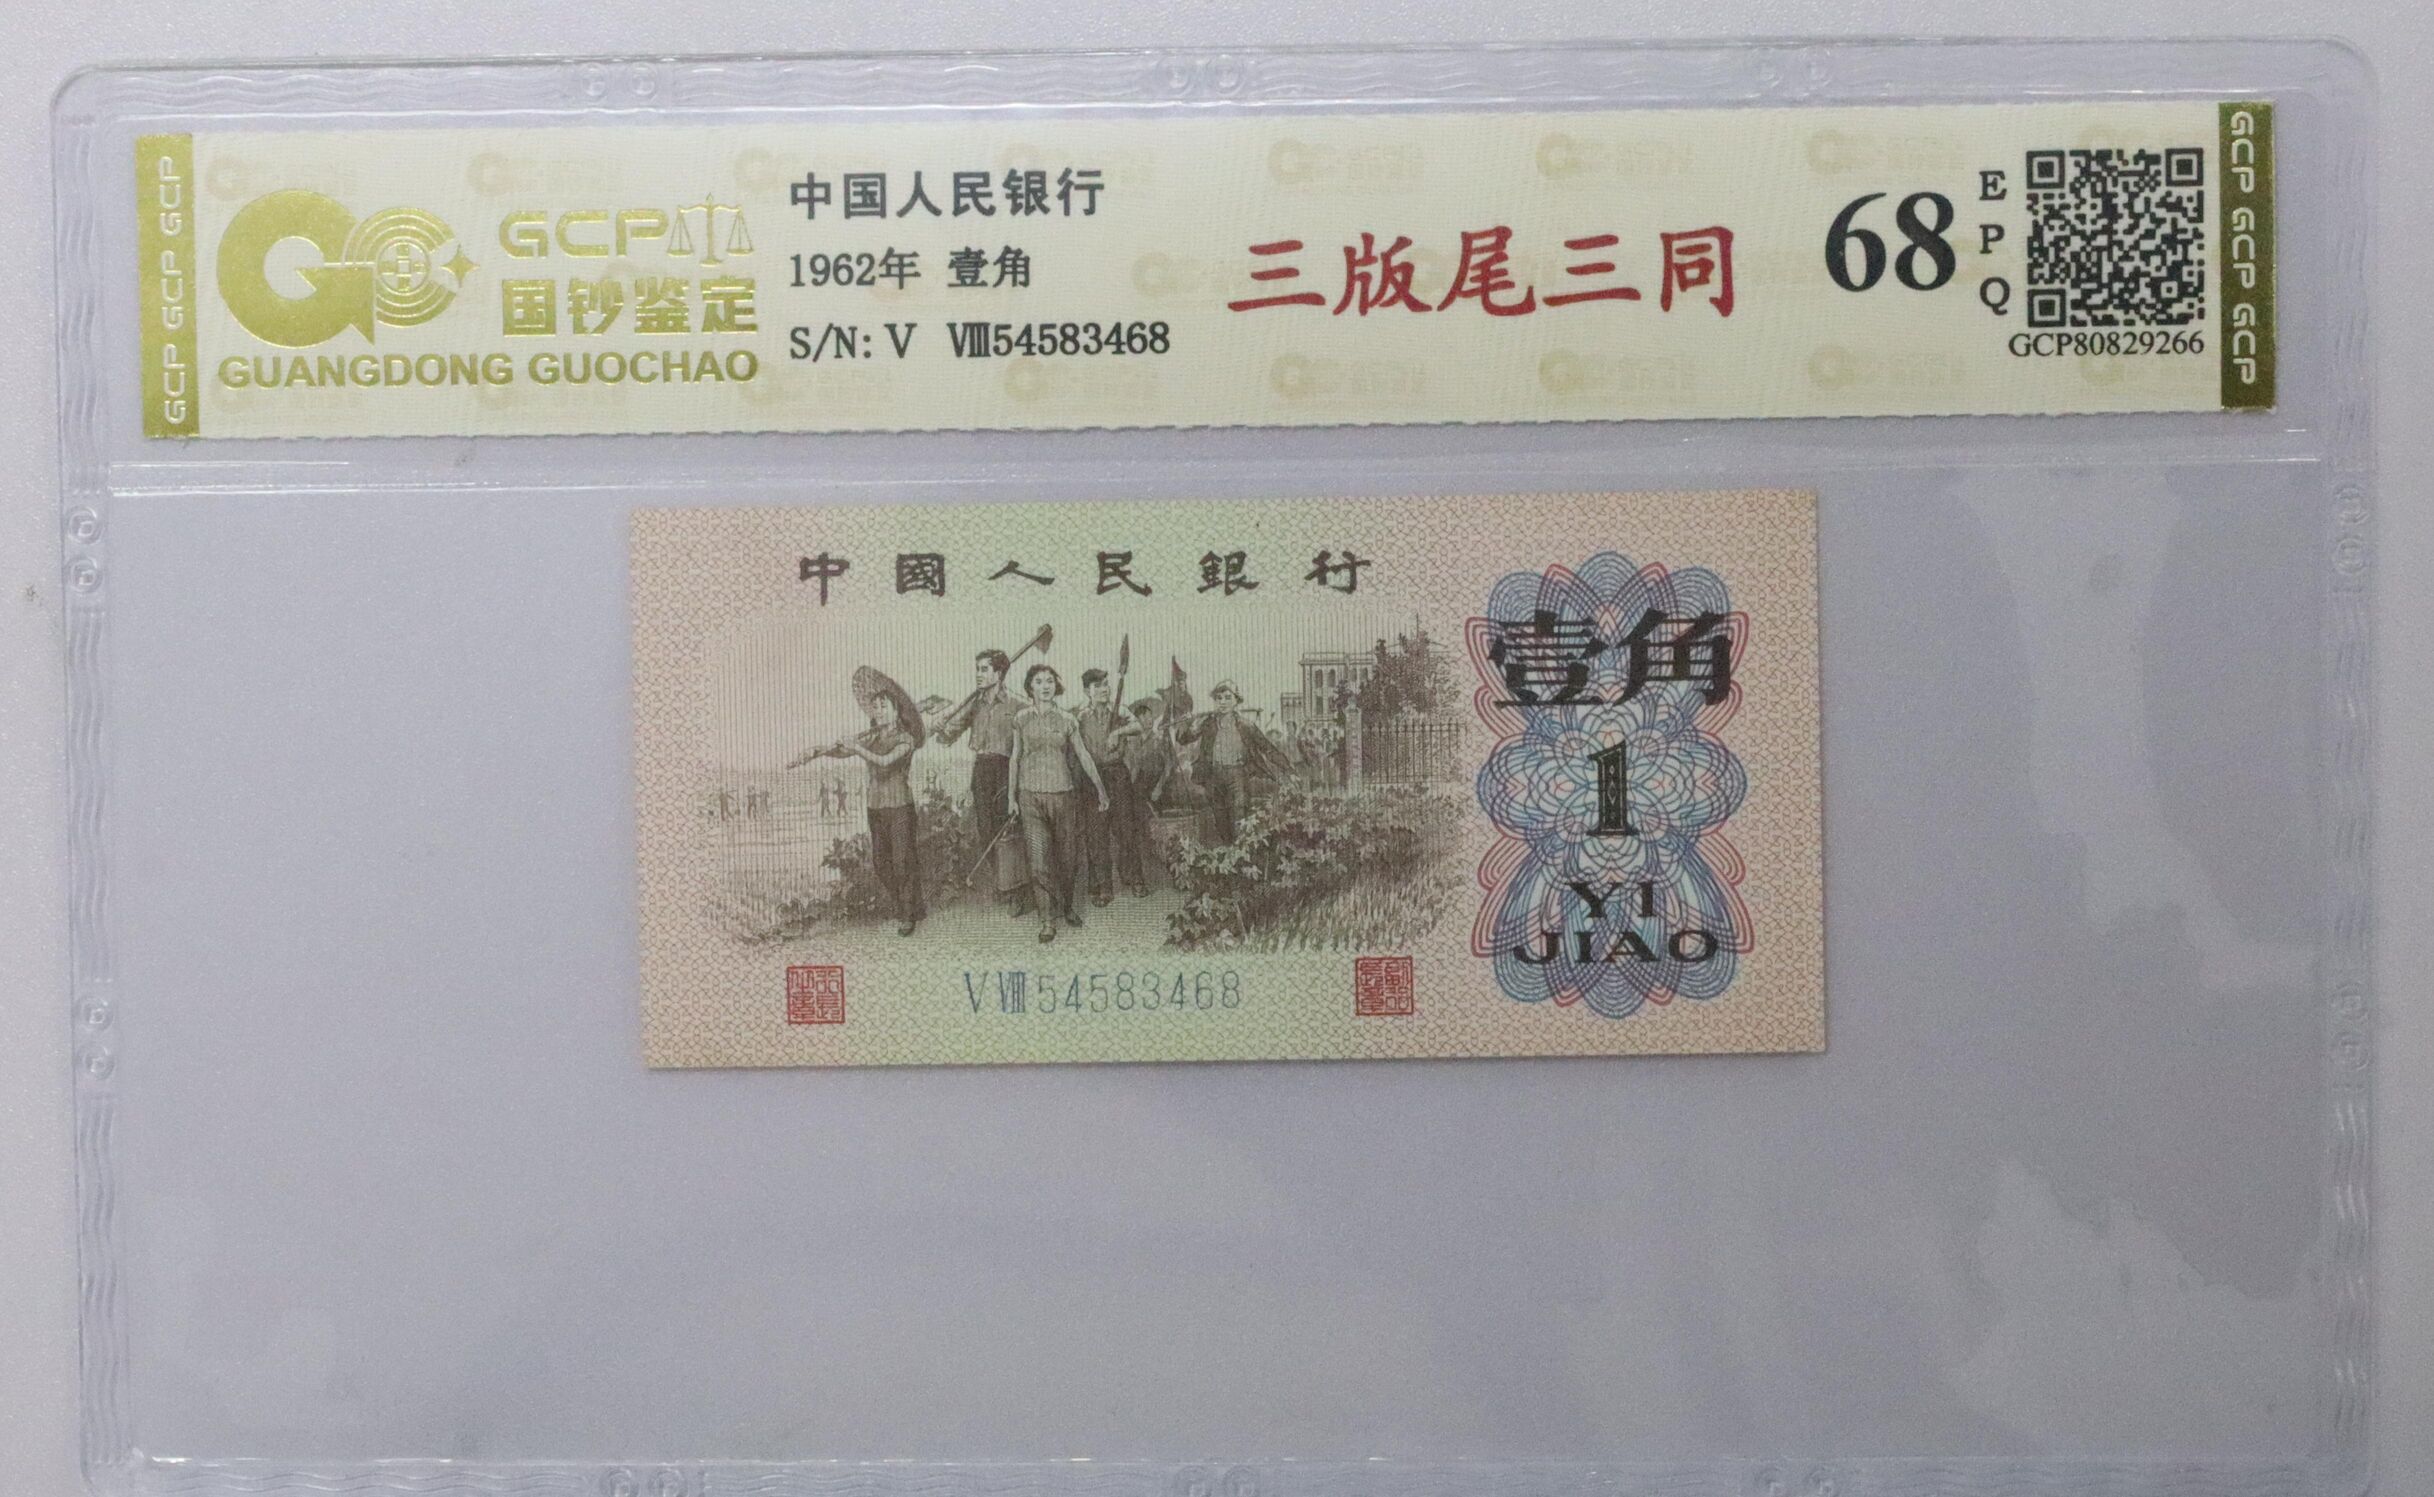 GCP GCP GCP
GCP
国钞鉴定
GUANGDONG GUOCHAO
中国人民银行
1962年 壹角
S/N: V Ⅷ54583468
三版尾三同
68
EPQ
GCP80829266
GCP GCP GCP
中國人民銀行
壹角
1
YI
JIAO
V Ⅷ 54583468